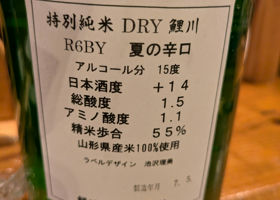 特別純米 DRY 鯉川
R6BY 夏の辛口
アルコール分 15度
日本酒度 +14
総酸度 1.5
アミノ酸度 1.1
精米歩合 55%
山形県産米100%使用
ラベルデザイン 池沢理美
製造年月 7.5.